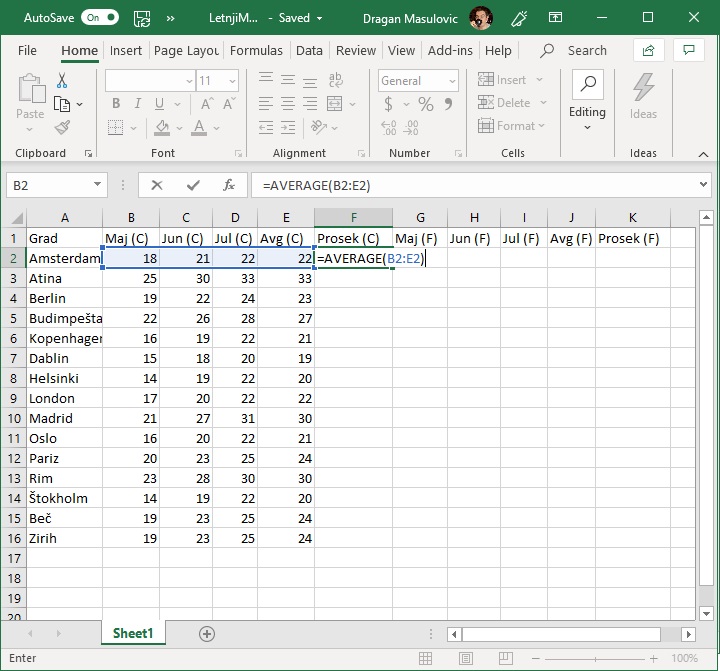 AutoSave On LetnjiM... - Saved Dragan Masulovic
File Home Insert Page Layou Formulas Data Review View Add-ins Help Search
Paste
Clipboard
11
B I U A A
A
Font
ab
Alignment
General
$ % 9
Number
Insert
Delete
Format
Cells
Editing
Ideas
Ideas
B2 fx =AVERAGE(B2:E2)
A B C D E F G H I J K
1 Grad Maj (C) Jun (C) Jul (C) Avg (C) Prosek (C) Maj (F) Jun (F) Jul (F) Avg (F) Prosek (F)
2 Amsterdam 18 21 22 22 =AVERAGE(B2:E2)
3 Atina 25 30 33 33
4 Berlin 19 22 24 23
5 Budimpešta 22 26 28 27
6 Kopenhagen 16 19 22 21
7 Dablin 15 18 20 19
8 Helsinki 14 19 22 20
9 London 17 20 22 22
10 Madrid 21 27 31 30
11 Oslo 16 20 22 21
12 Pariz 20 23 25 24
13 Rim 23 28 30 30
14 Štokholm 14 19 22 20
15 Beč 19 23 25 24
16 Zirih 19 23 25 24
17
18
19
20
Sheet1
Enter 100%